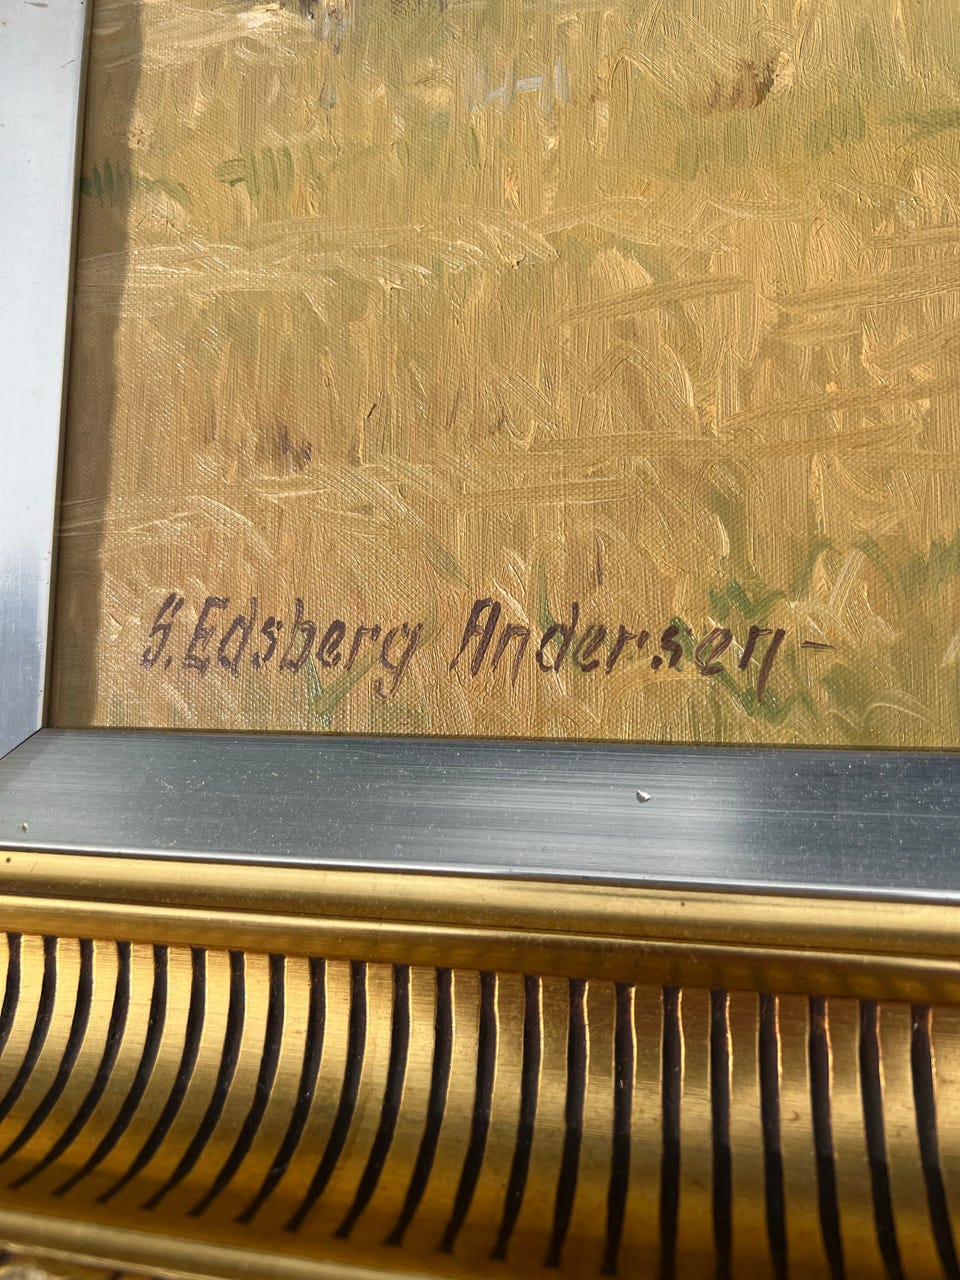 S. Edsberg Andersen-